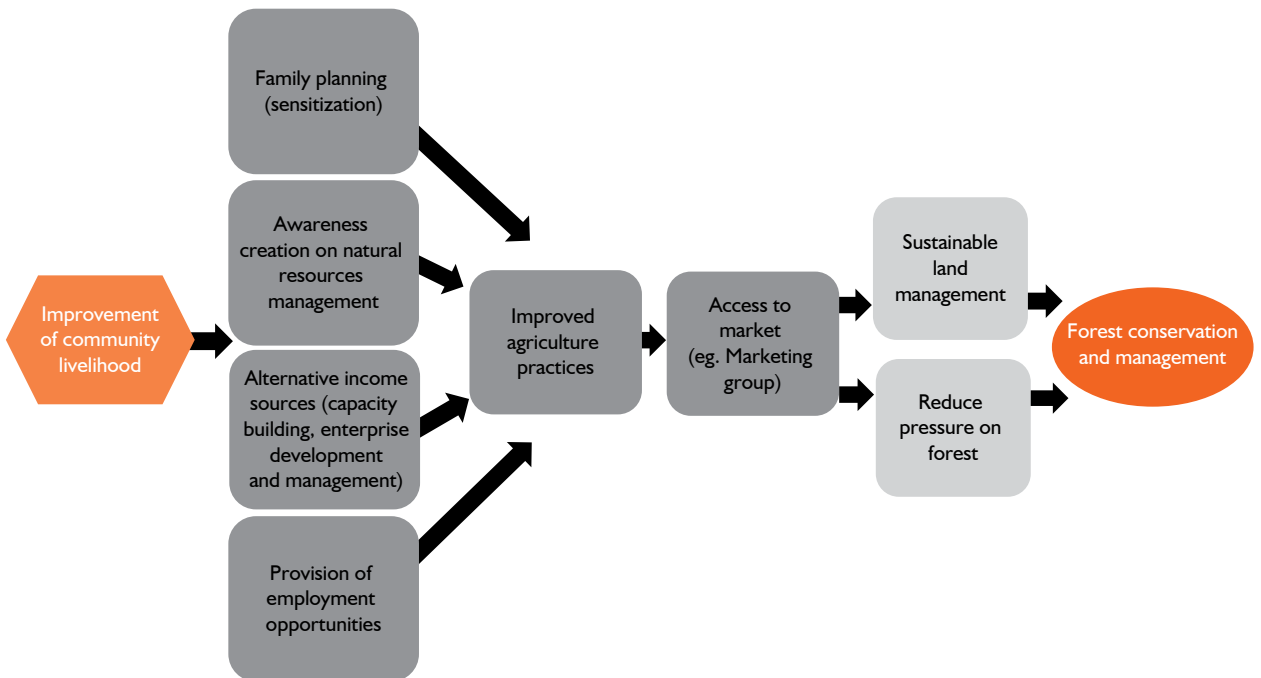 Family planning
(sensitization)
Awareness
creation on natural
resources
management
Improvement
of community
livelihood
Alternative income
sources (capacity
building, enterprise
development
and management)
Provision of
employment
opportunities
Improved
agriculture
practices
Access to
market
(eg. Marketing
group)
Sustainable
land
management
Reduce
pressure on
forest
Forest conservation
and management